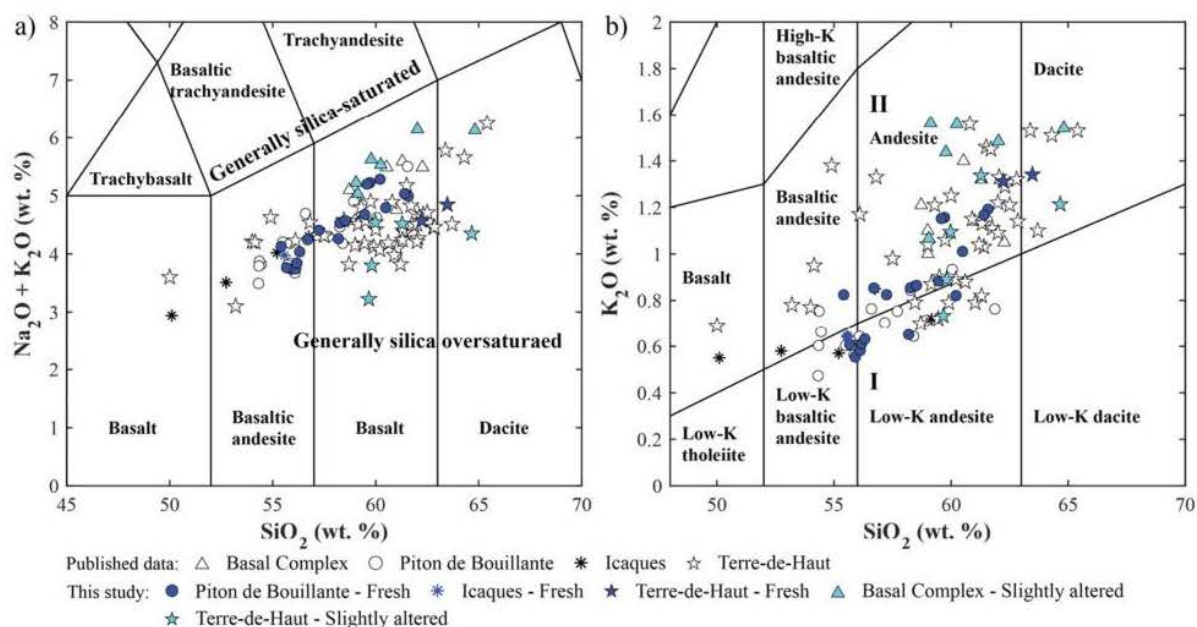 a)
Na₂O + K₂O (wt. %)
8
7
6
5
4
3
2
1
0
Trachyandesite
Basaltic
trachyandesite
Generally silica-saturated
Trachybasalt
Generally silica oversaturaed
Basalt
Basaltic
andesite
Basalt
Dacite
45 50 55 60 65 70
SiO₂ (wt. %)
b)
K₂O (wt. %)
2
1.8
1.6
1.4
1.2
1
0.8
0.6
0.4
0.2
0
High-K
basaltic
andesite
Dacite
II
Andesite
Basaltic
andesite
Basalt
I
Low-K
tholeiite
Low-K
basaltic
andesite
Low-K andesite
Low-K dacite
50 55 60 65 70
SiO₂ (wt. %)
Published data: Basal Complex Piton de Bouillante Icaques Terre-de-Haut
This study: Piton de Bouillante - Fresh Icaques - Fresh Terre-de-Haut - Fresh Basal Complex - Slightly altered
Terre-de-Haut - Slightly altered